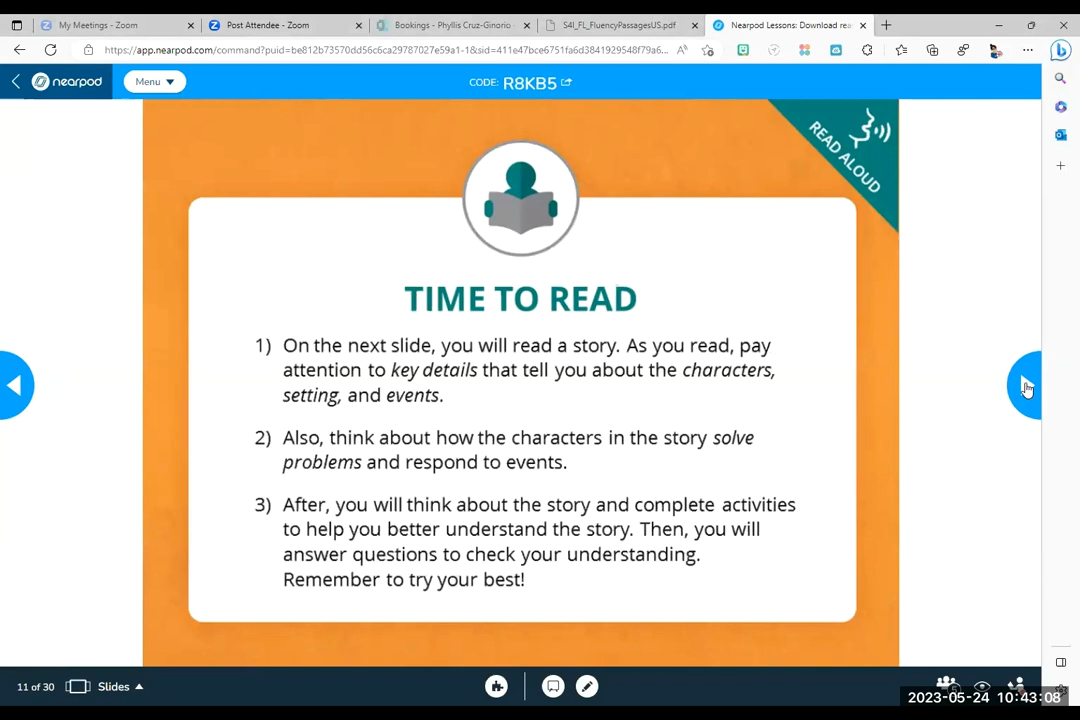 My Meetings - Zoom
Post Attendee - Zoom
Bookings - Phyllis Cruz-Ginorio
S4I_FL_FluencyPassagesUS.pdf
Nearpod Lessons: Download rea
https://app.nearpod.com/command?puid=be812b73570dd56c6ca29787027e59a1-1&sid=411e47bce6751fa6d3841929548f79a6...
nearpod
Menu
CODE: R8KB5
READ ALOUD
TIME TO READ
1) On the next slide, you will read a story. As you read, pay
attention to key details that tell you about the characters,
setting, and events.
2) Also, think about how the characters in the story solve
problems and respond to events.
3) After, you will think about the story and complete activities
to help you better understand the story. Then, you will
answer questions to check your understanding.
Remember to try your best!
11 of 30
Slides
2023-05-24 10:43:08